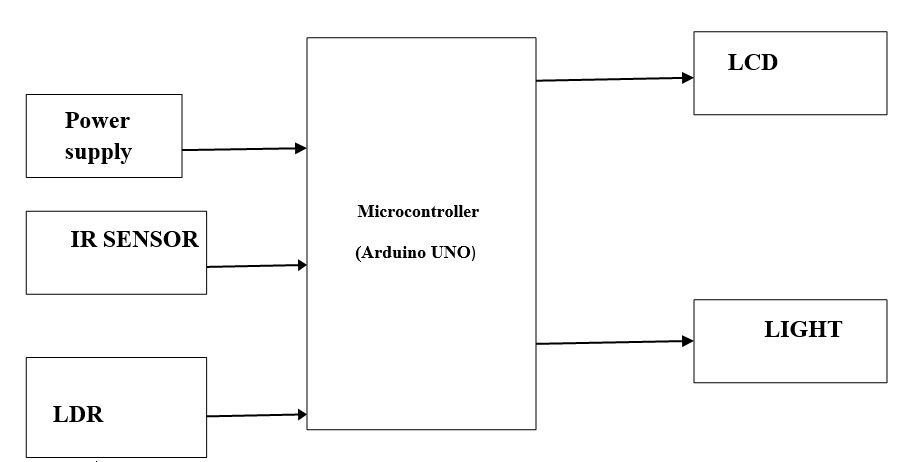 Power
supply
IR SENSOR
LDR
Microcontroller
(Arduino UNO)
LCD
LIGHT